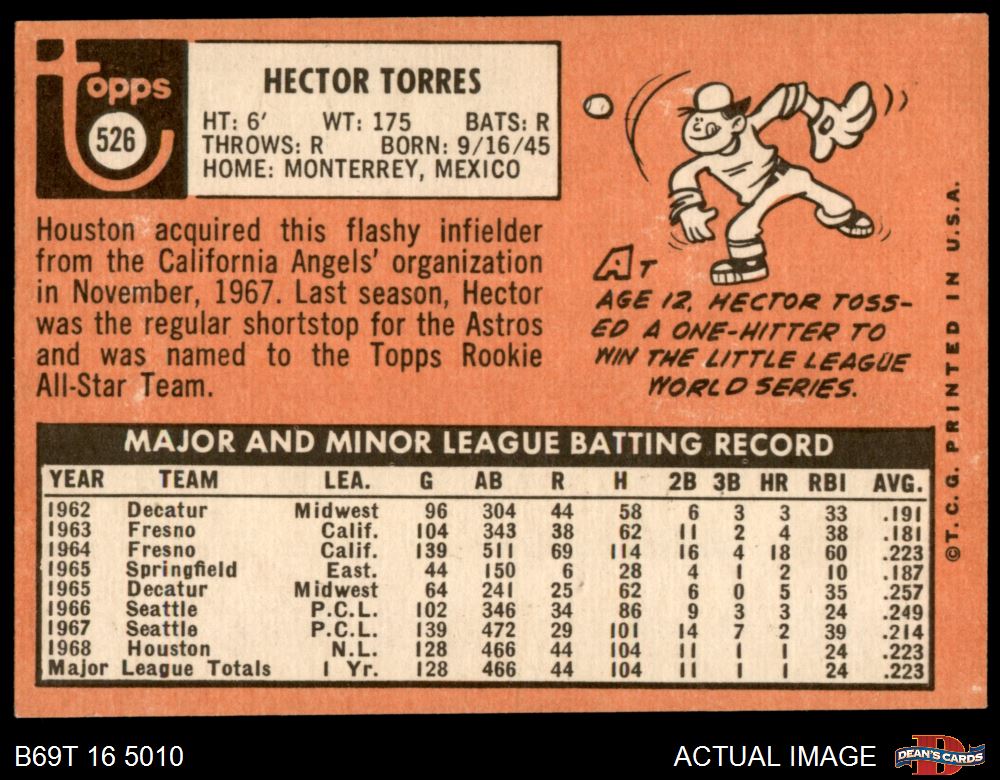 Topps
526
HECTOR TORRES
HT: 6' WT: 175 BATS: R
THROWS: R BORN: 9/16/45
HOME: MONTERREY, MEXICO
Houston acquired this flashy infielder
from the California Angels' organization
in November, 1967. Last season, Hector
was the regular shortstop for the Astros
and was named to the Topps Rookie
All-Star Team.
AT
AGE 12, HECTOR TOSS-
ED A ONE-HITTER TO
WIN THE LITTLE LEAGUE
WORLD SERIES.
©T.C.G. PRINTED IN U.S.A.
MAJOR AND MINOR LEAGUE BATTING RECORD
YEAR TEAM LEA. G AB R H 2B 3B HR RBI AVG.
1962 Decatur Midwest 96 304 44 58 6 3 3 33 .191
1963 Fresno Calif. 104 343 38 62 11 2 4 38 .181
1964 Fresno Calif. 139 511 69 114 16 4 18 60 .223
1965 Springfield East. 44 150 6 28 4 1 2 10 .187
1965 Decatur Midwest 64 241 25 62 6 0 5 35 .257
1966 Seattle P.C.L. 102 346 34 86 9 3 3 24 .249
1967 Seattle P.C.L. 139 472 29 101 14 7 2 39 .214
1968 Houston N.L. 128 466 44 104 11 1 1 24 .223
Major League Totals 1 Yr. 128 466 44 104 11 1 1 24 .223
B69T 16 5010
ACTUAL IMAGE
DEAN'S CARDS